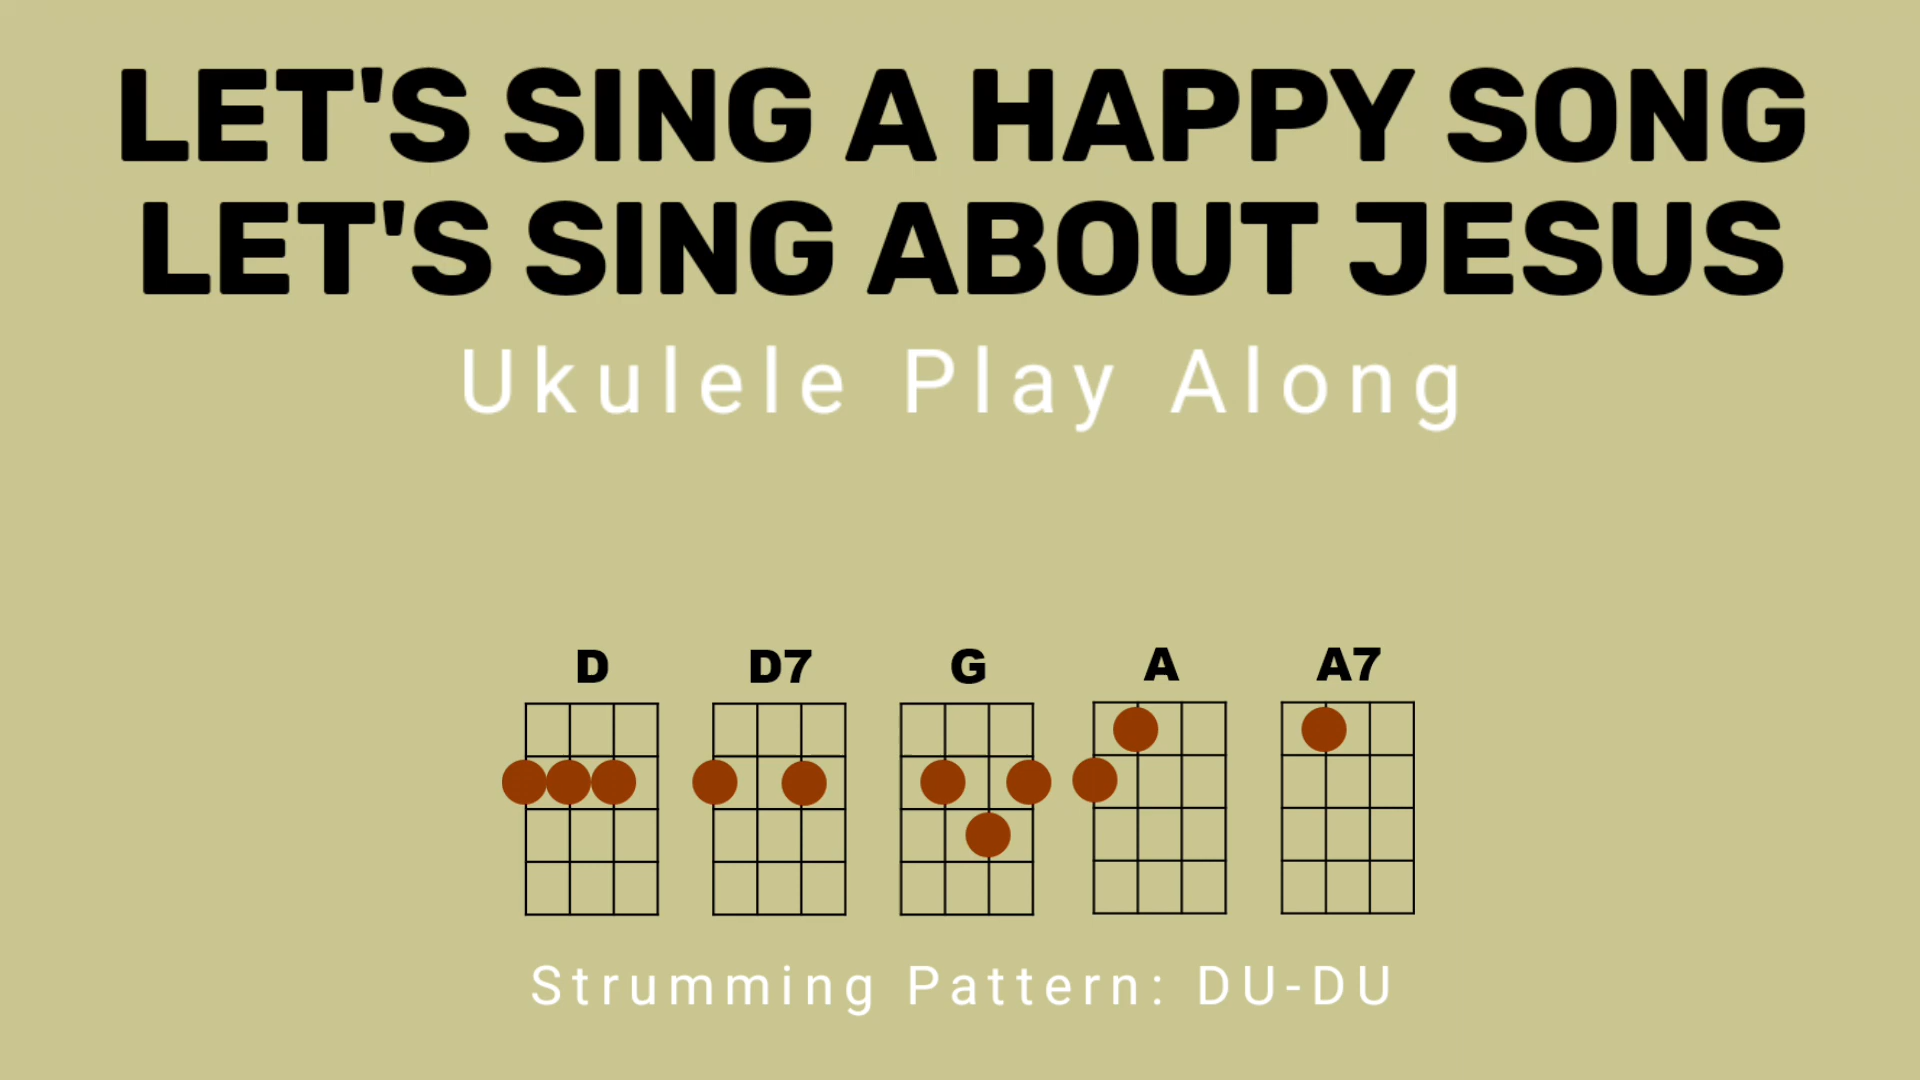 LET'S SING A HAPPY SONG
LET'S SING ABOUT JESUS
Ukulele Play Along
D D7 G A A7
Strumming Pattern: DU-DU